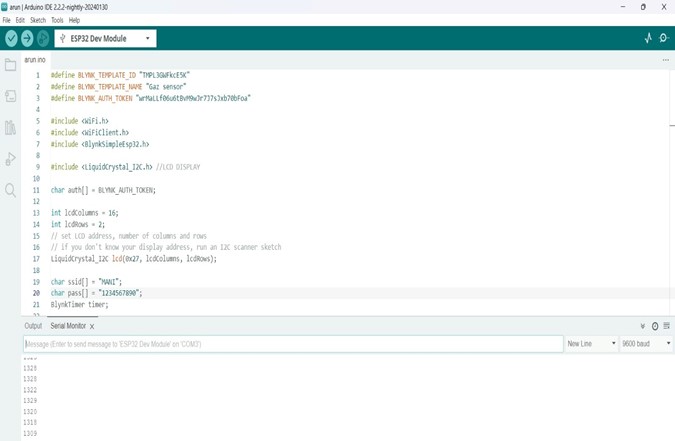 arun | Arduino IDE 2.2.2-nightly-20240130
File Edit Sketch Tools Help
ESP32 Dev Module
arun.ino
1 #define BLYNK_TEMPLATE_ID "TMPL3GWFkcE5K"
2 #define BLYNK_TEMPLATE_NAME "Gaz sensor"
3 #define BLYNK_AUTH_TOKEN "wrMaLLf06u6tBvM9w3r7J7sJxb70bFoa"
4
5 #include <WiFi.h>
6 #include <WiFiClient.h>
7 #include <BlynkSimpleEsp32.h>
8
9 #include <LiquidCrystal_I2C.h> //LCD DISPLAY
10
11 char auth[] = BLYNK_AUTH_TOKEN;
12
13 int lcdColumns = 16;
14 int lcdRows = 2;
15 // set LCD address, number of columns and rows
16 // if you don't know your display address, run an I2C scanner sketch
17 LiquidCrystal_I2C lcd(0x27, lcdColumns, lcdRows);
18
19 char ssid[] = "MANI";
20 char pass[] = "1234567890";
21 BlynkTimer timer;
Output Serial Monitor x
Message (Enter to send message to 'ESP32 Dev Module' on 'COM3')
New Line 9600 baud
1328
1328
1322
1329
1328
1318
1309